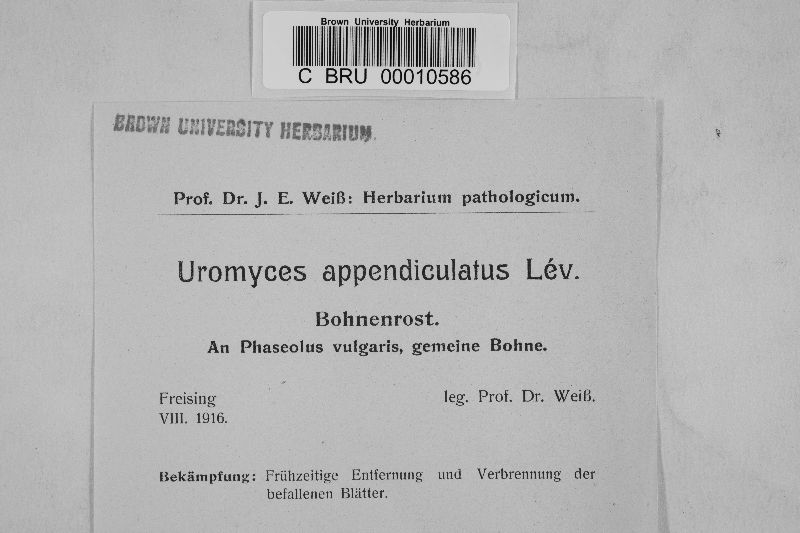 Brown University Herbarium
C BRU 00010586
BROWN UNIVERSITY HERBARIUM.
Prof. Dr. J. E. Weiß: Herbarium pathologicum.
Uromyces appendiculatus Lév.
Bohnenrost.
An Phaseolus vulgaris, gemeine Bohne.
Freising leg. Prof. Dr. Weiß.
VIII. 1916.
Bekämpfung: Frühzeitige Entfernung und Verbrennung der
befallenen Blätter.